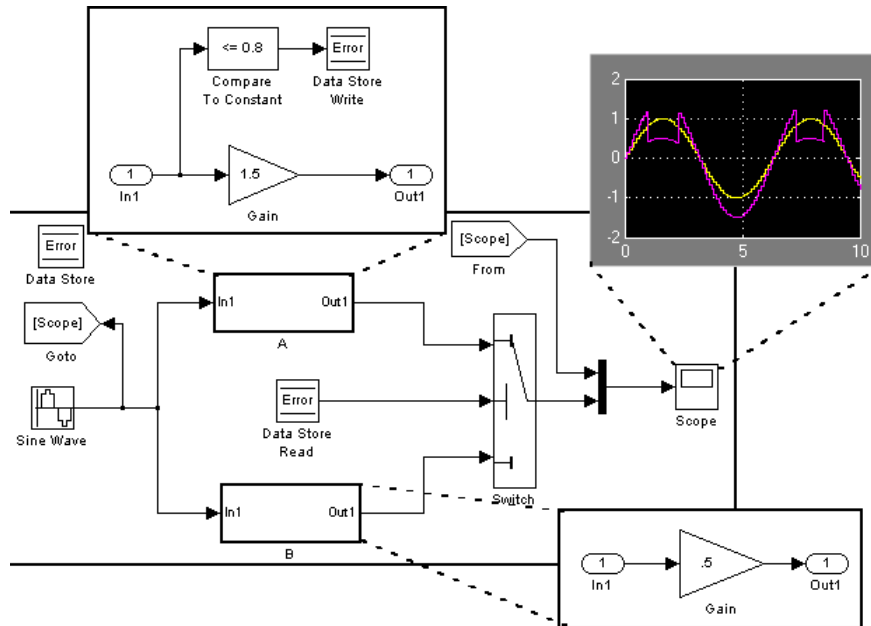 <= 0.8
Error
Compare
To Constant
Data Store
Write
1
In1
1.5
Gain
1
Out1
2
1
0
-1
-2
0
5
10
Error
Data Store
[Scope]
From
[Scope]
Goto
In1
Out1
A
Sine Wave
Error
Data Store
Read
Switch
Scope
In1
Out1
B
1
In1
.5
Gain
1
Out1